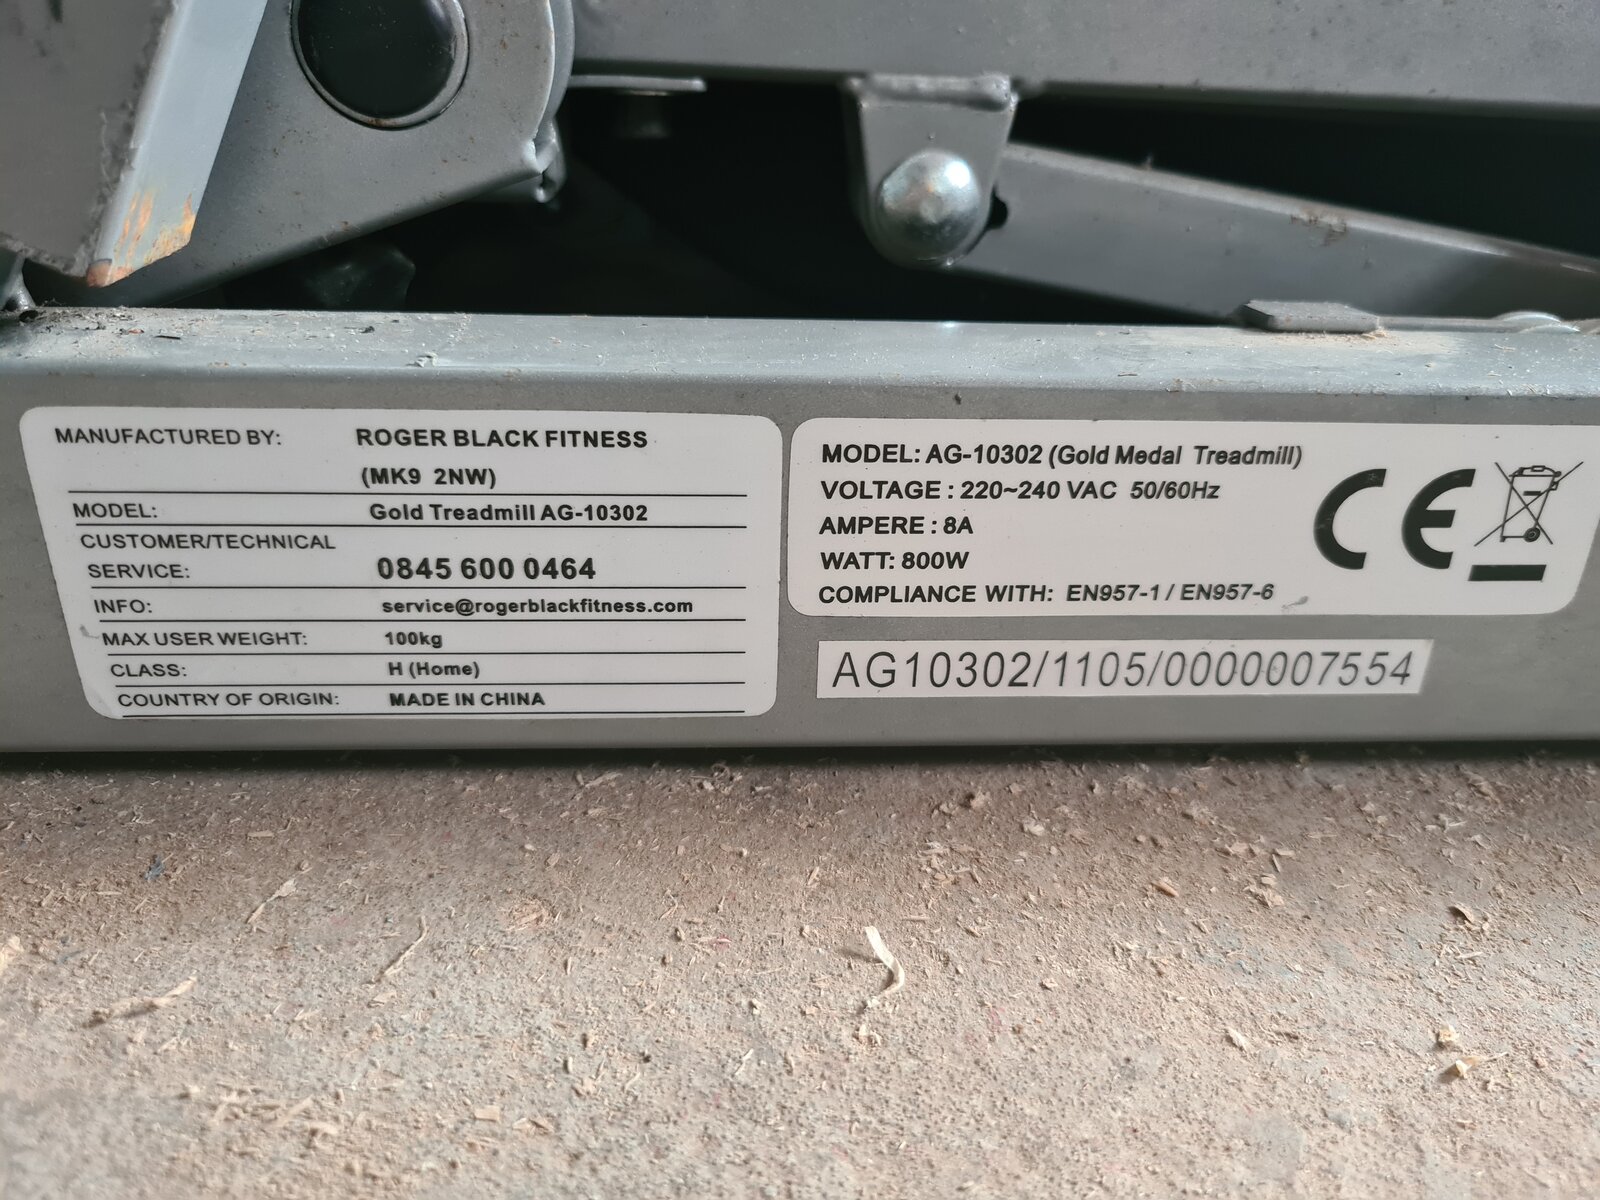 MANUFACTURED BY: ROGER BLACK FITNESS
(MK9 2NW)
MODEL: Gold Treadmill AG-10302
CUSTOMER/TECHNICAL
SERVICE: 0845 600 0464
INFO: service@rogerblackfitness.com
MAX USER WEIGHT: 100kg
CLASS: H (Home)
COUNTRY OF ORIGIN: MADE IN CHINA
MODEL: AG-10302 (Gold Medal Treadmill)
VOLTAGE : 220~240 VAC 50/60Hz
AMPERE : 8A
WATT: 800W
COMPLIANCE WITH: EN957-1 / EN957-6
CE
AG10302/1105/0000007554